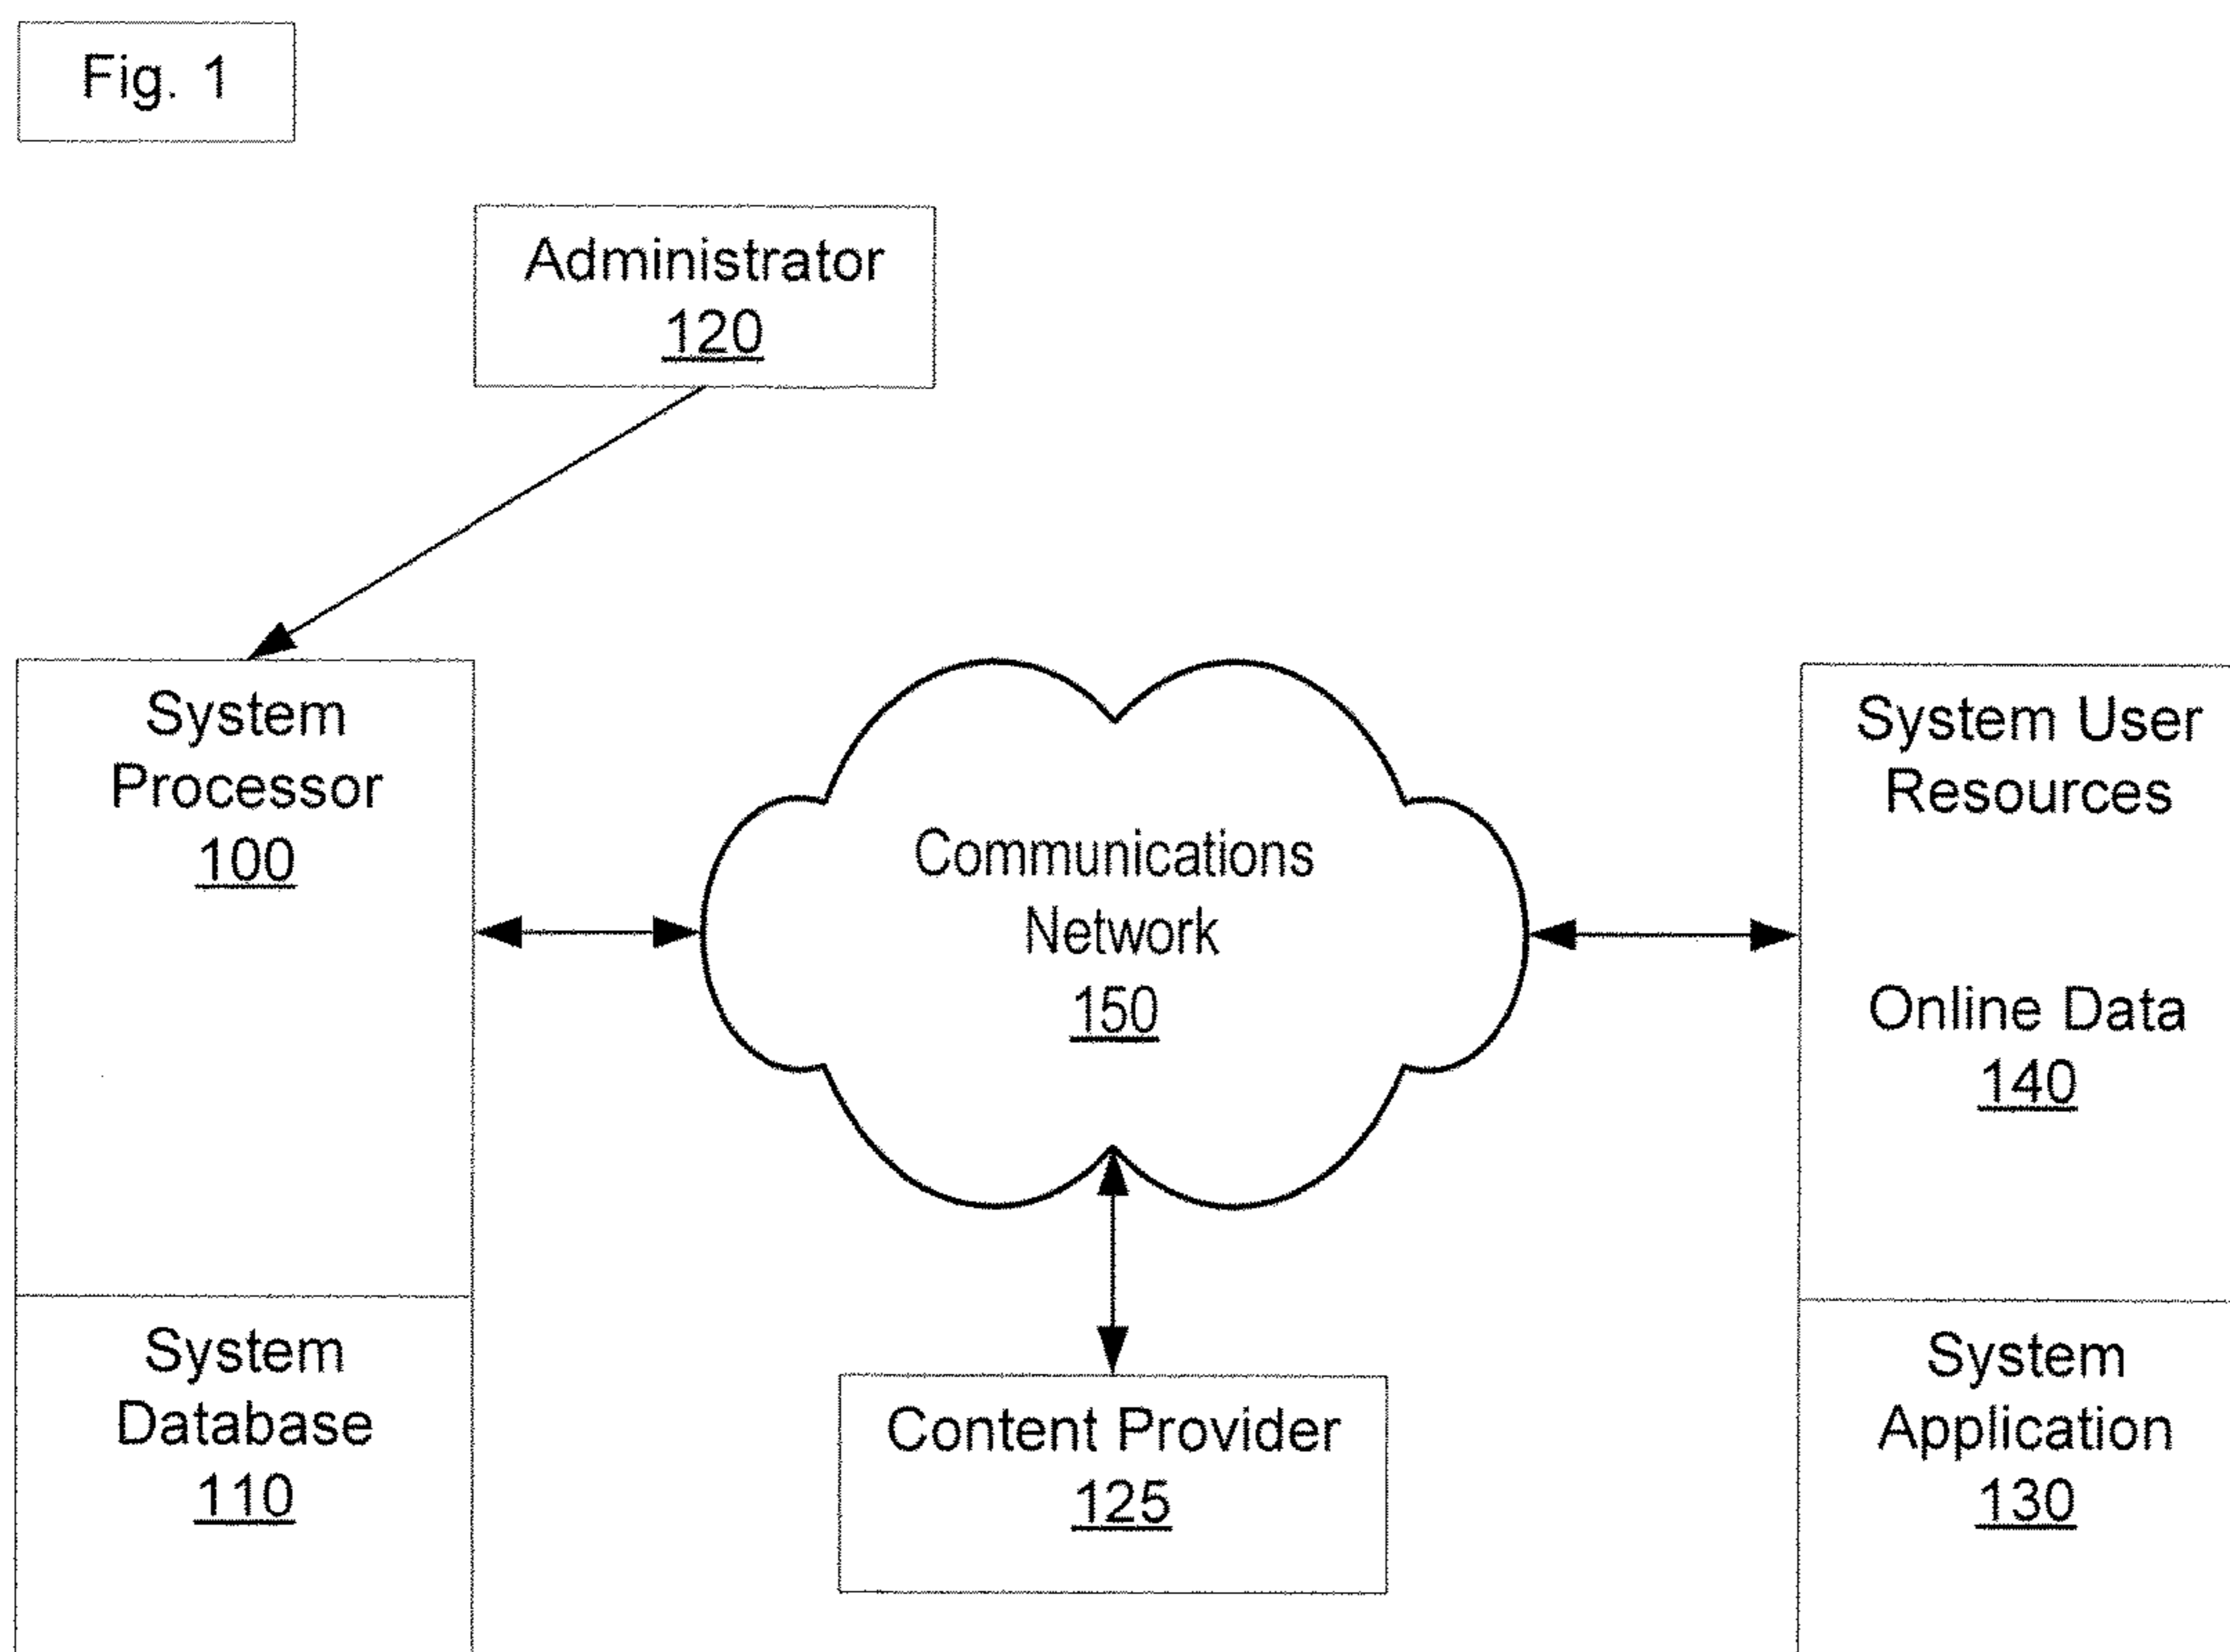 Fig. 1
Administrator
120
System
Processor
100
System
Database
110
Communications
Network
150
Content Provider
125
System User
Resources
Online Data
140
System
Application
130